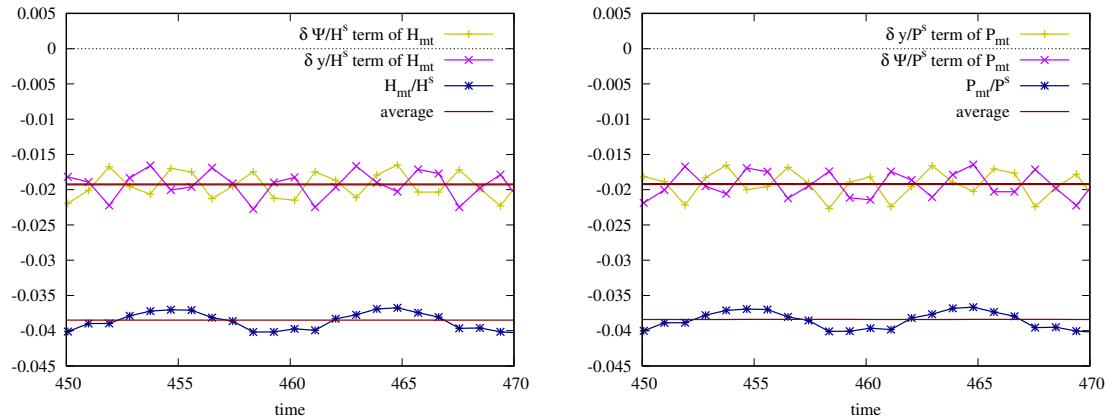 0.005
0
-0.005
-0.01
-0.015
-0.02
-0.025
-0.03
-0.035
-0.04
-0.045
450 455 460 465 470
time
δ Ψ/H^s term of H_mt
δ y/H^s term of H_mt
H_mt/H^s
average
0.005
0
-0.005
-0.01
-0.015
-0.02
-0.025
-0.03
-0.035
-0.04
-0.045
450 455 460 465 470
time
δ y/P^s term of P_mt
δ Ψ/P^s term of P_mt
P_mt/P^s
average